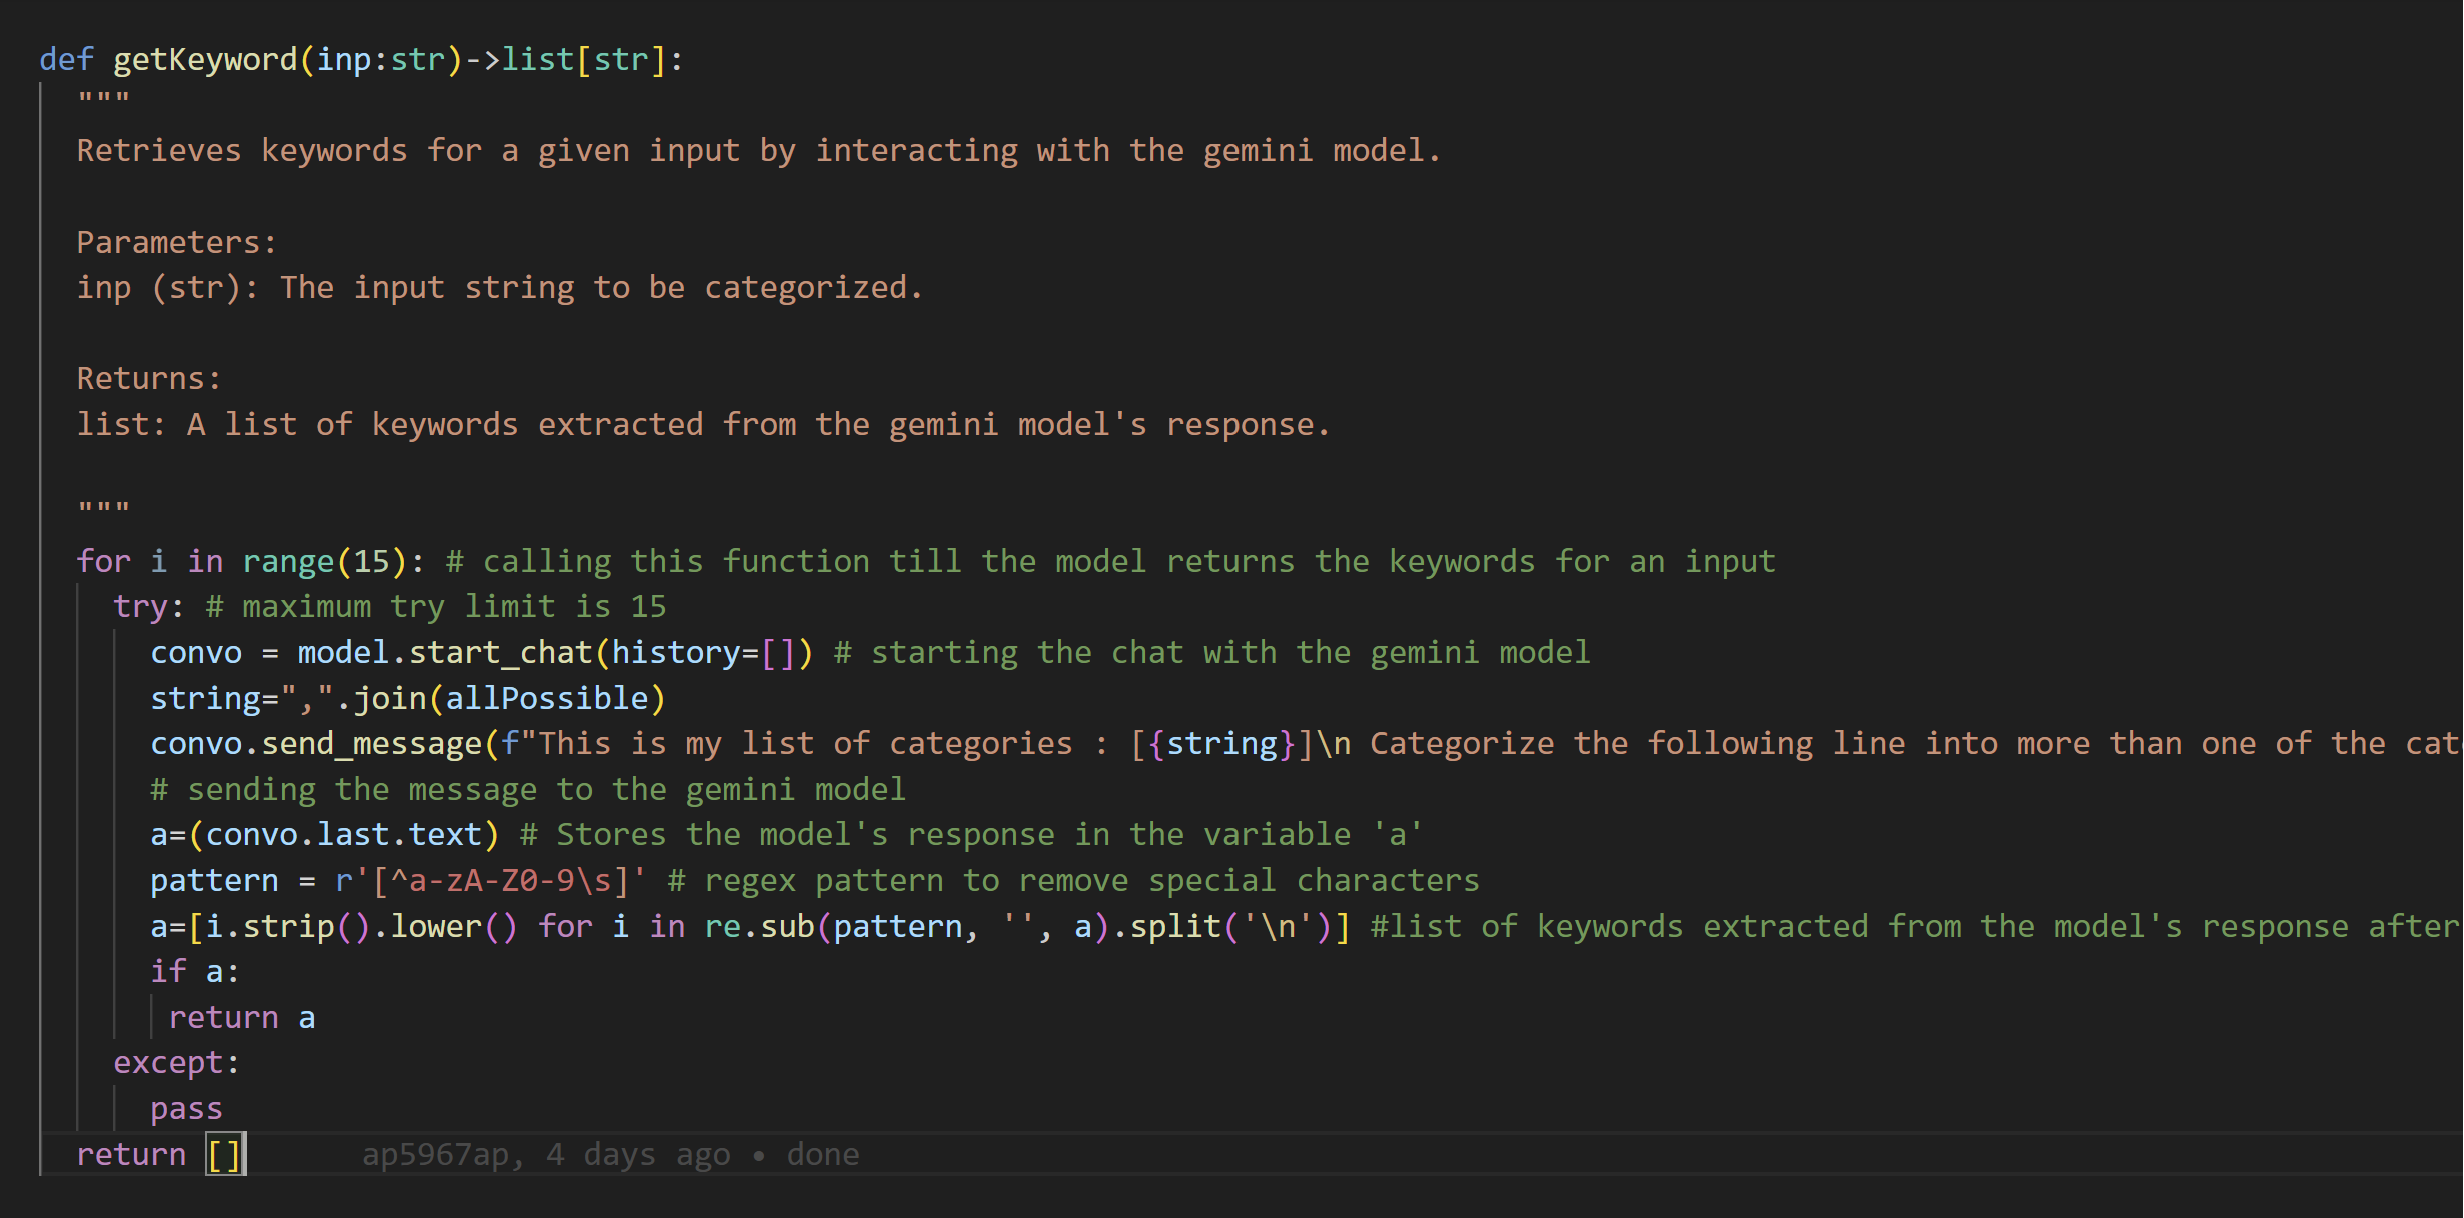 def getKeyword(inp:str)->list[str]:
"""
Retrieves keywords for a given input by interacting with the gemini model.
Parameters:
inp (str): The input string to be categorized.
Returns:
list: A list of keywords extracted from the gemini model's response.
"""
for i in range(15): # calling this function till the model returns the keywords for an input
try: # maximum try limit is 15
convo = model.start_chat(history=[]) # starting the chat with the gemini model
string=",".join(allPossible)
convo.send_message(f"This is my list of categories : [{string}]\n Categorize the following line into more than one of the cat
# sending the message to the gemini model
a=(convo.last.text) # Stores the model's response in the variable 'a'
pattern = r'[^a-zA-Z0-9\s]' # regex pattern to remove special characters
a=[i.strip().lower() for i in re.sub(pattern, '', a).split('\n')] #list of keywords extracted from the model's response after
if a:
return a
except:
pass
return [] ap5967ap, 4 days ago • done